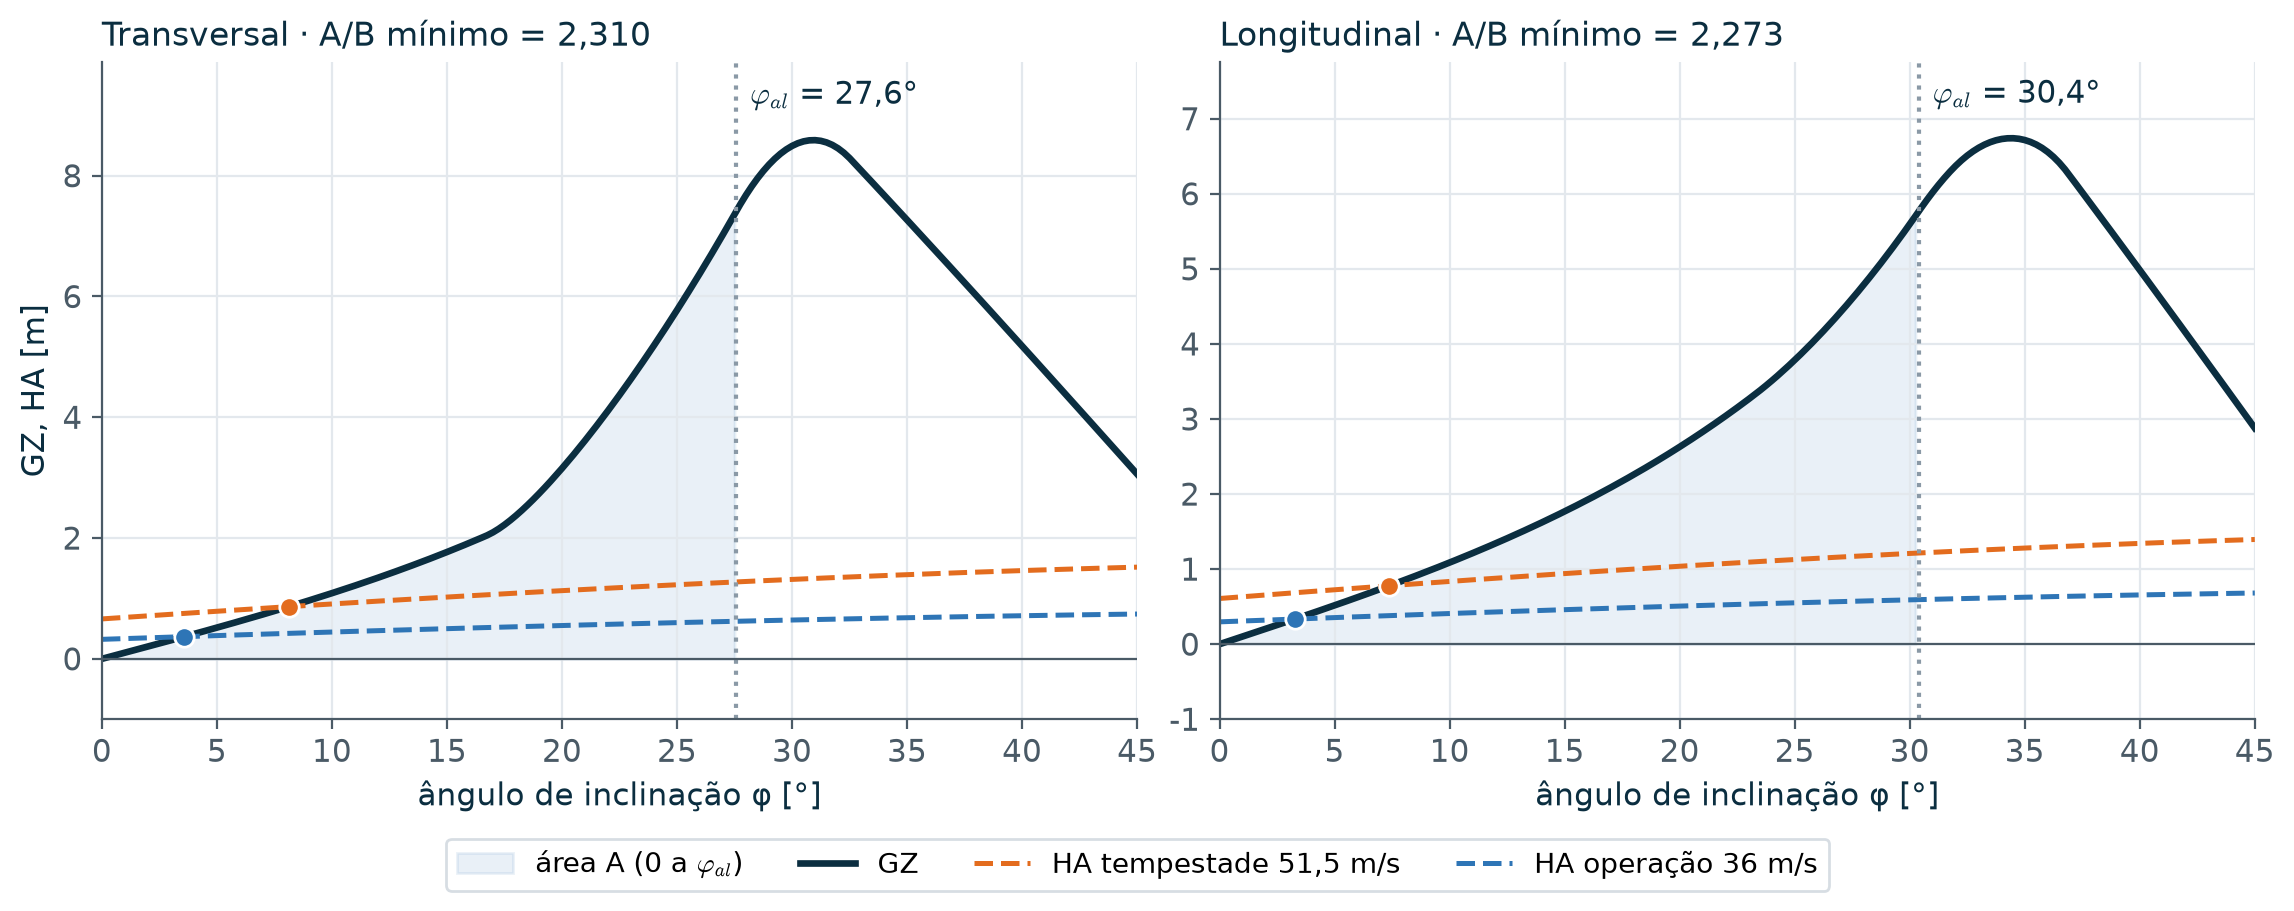 Transversal · A/B mínimo = 2,310
GZ, HA [m]
8
6
4
2
0
φal = 27,6°
0 5 10 15 20 25 30 35 40 45
ângulo de inclinação φ [°]
Longitudinal · A/B mínimo = 2,273
7
6
5
4
3
2
1
0
-1
φal = 30,4°
0 5 10 15 20 25 30 35 40 45
ângulo de inclinação φ [°]
área A (0 a φal) GZ HA tempestade 51,5 m/s HA operação 36 m/s